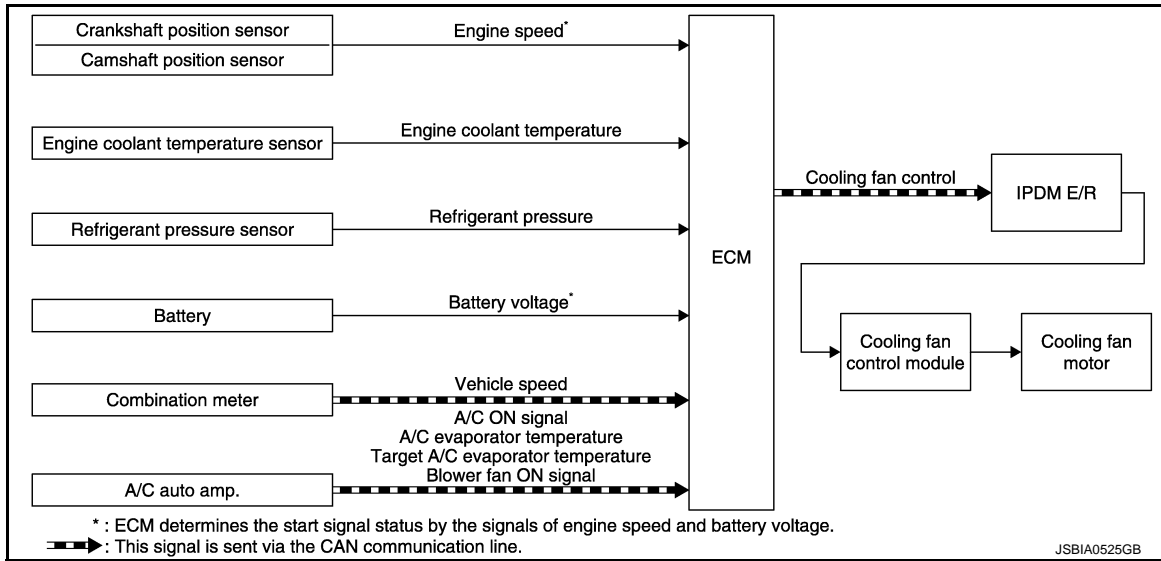 Crankshaft position sensor
Camshaft position sensor
Engine speed*
Engine coolant temperature sensor
Engine coolant temperature
Refrigerant pressure sensor
Refrigerant pressure
Battery
Battery voltage*
Combination meter
Vehicle speed
A/C auto amp.
A/C ON signal
A/C evaporator temperature
Target A/C evaporator temperature
Blower fan ON signal
ECM
Cooling fan control
IPDM E/R
Cooling fan
control module
Cooling fan
motor
* : ECM determines the start signal status by the signals of engine speed and battery voltage.
: This signal is sent via the CAN communication line.
JSBIA0525GB